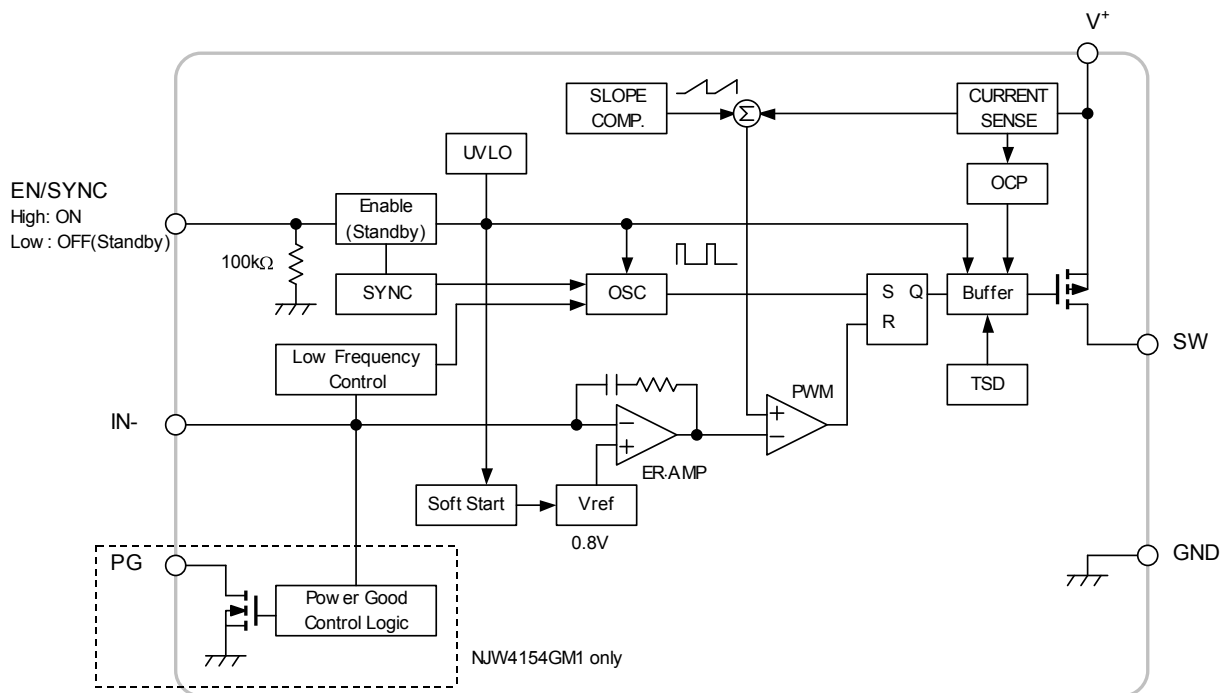 V+
SLOPE
COMP.
Σ
CURRENT
SENSE
UVLO
OCP
EN/SYNC
High: ON
Low : OFF(Standby)
Enable
(Standby)
100kΩ
SYNC
OSC
S Q
R
Buffer
SW
Low Frequency
Control
TSD
PWM
IN-
−
+
+
−
ER·AMP
Soft Start
Vref
0.8V
PG
GND
Power Good
Control Logic
NJW4154GM1 only